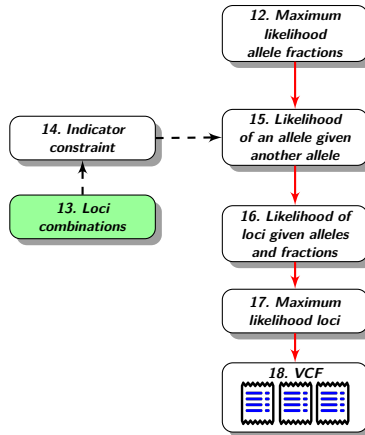 12. Maximum
likelihood
allele fractions
14. Indicator
constraint
15. Likelihood
of an allele given
another allele
13. Loci
combinations
16. Likelihood of
loci given alleles
and fractions
17. Maximum
likelihood loci
18. VCF